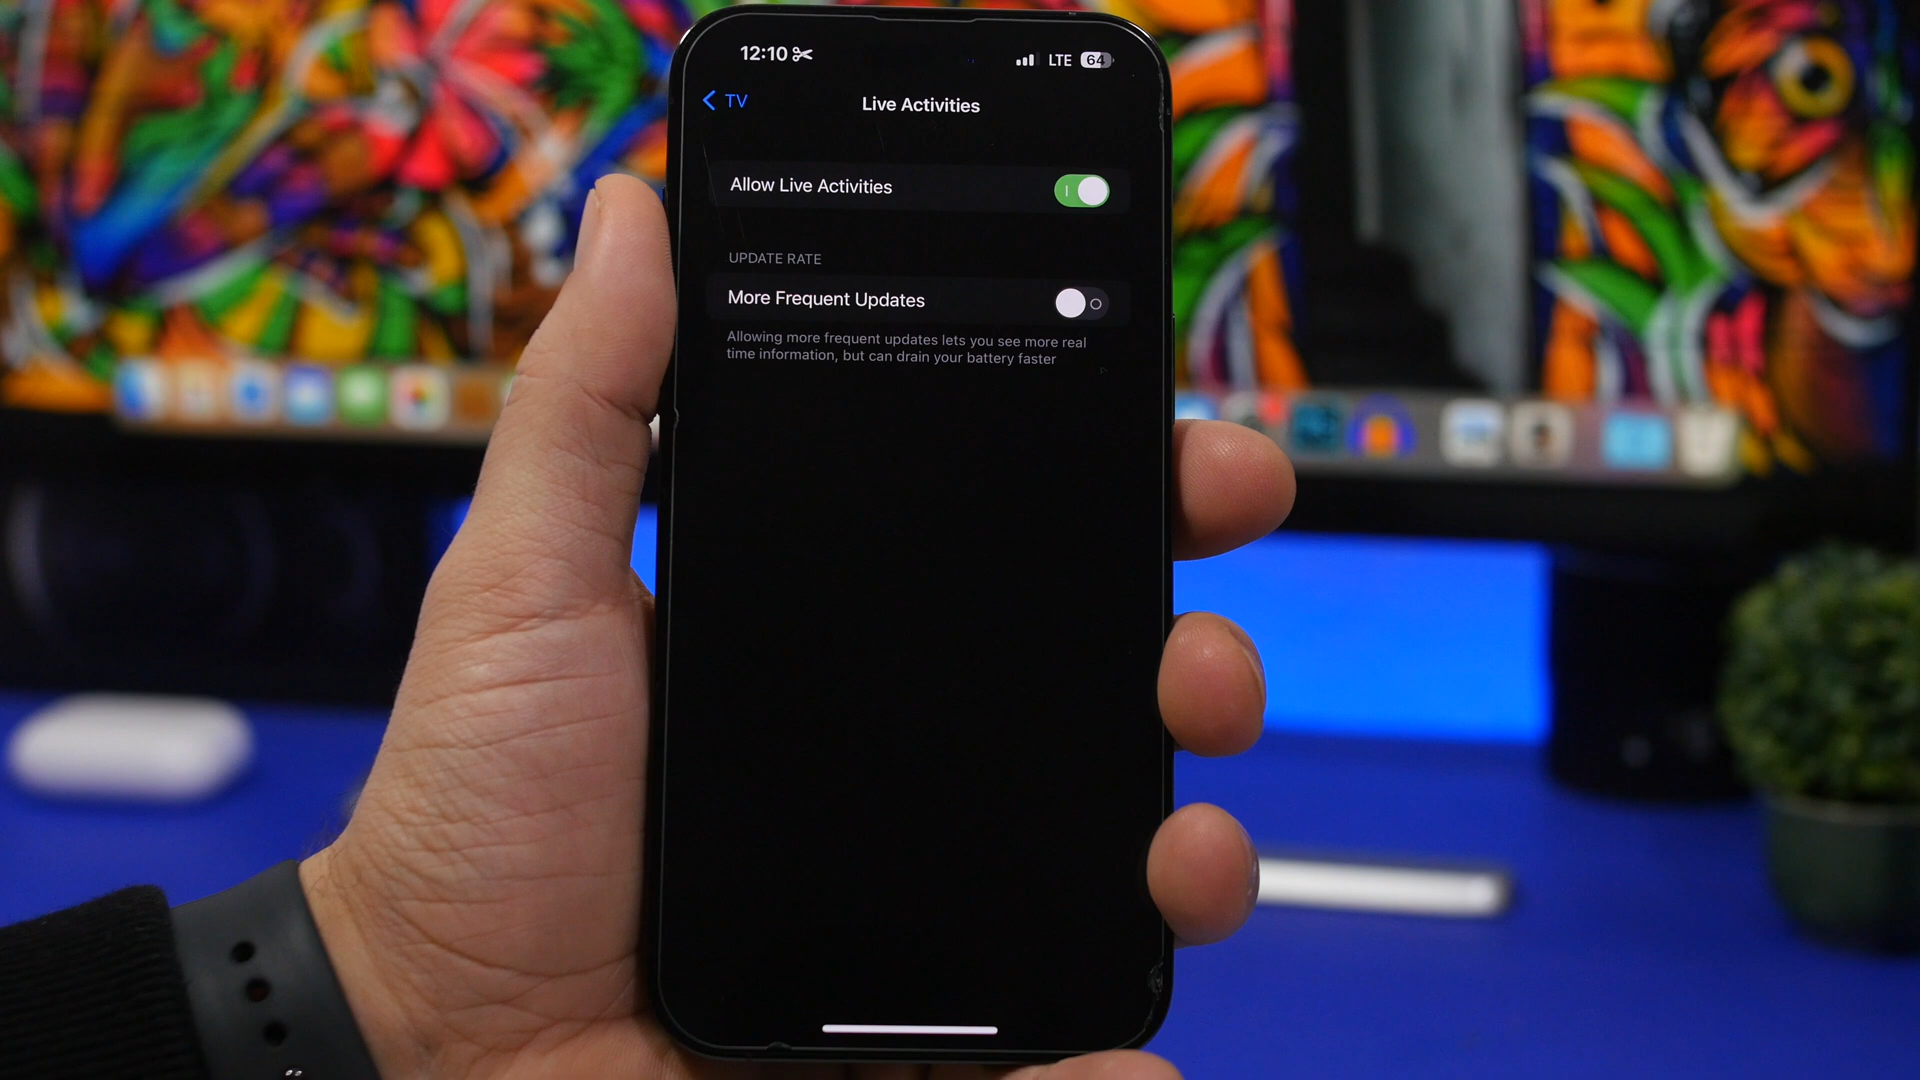 12:10
LTE 64
TV
Live Activities
Allow Live Activities
UPDATE RATE
More Frequent Updates
Allowing more frequent updates lets you see more real
time information, but can drain your battery faster